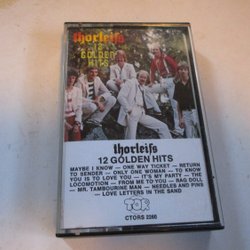 thorleifs
12
GOLDEN
HITS
thorleifs
12 GOLDEN HITS
MAYBE I KNOW – ONE WAY TICKET – RETURN
TO SENDER – ONLY ONE WOMAN – TO KNOW
YOU IS TO LOVE YOU – IT'S MY PARTY – THE
LOCOMOTION – FROM ME TO YOU – RAG DOLL
– MR. TAMBOURINE MAN – NEEDLES AND PINS
– LOVE LETTERS IN THE SAND
TOR
CTORS 2260